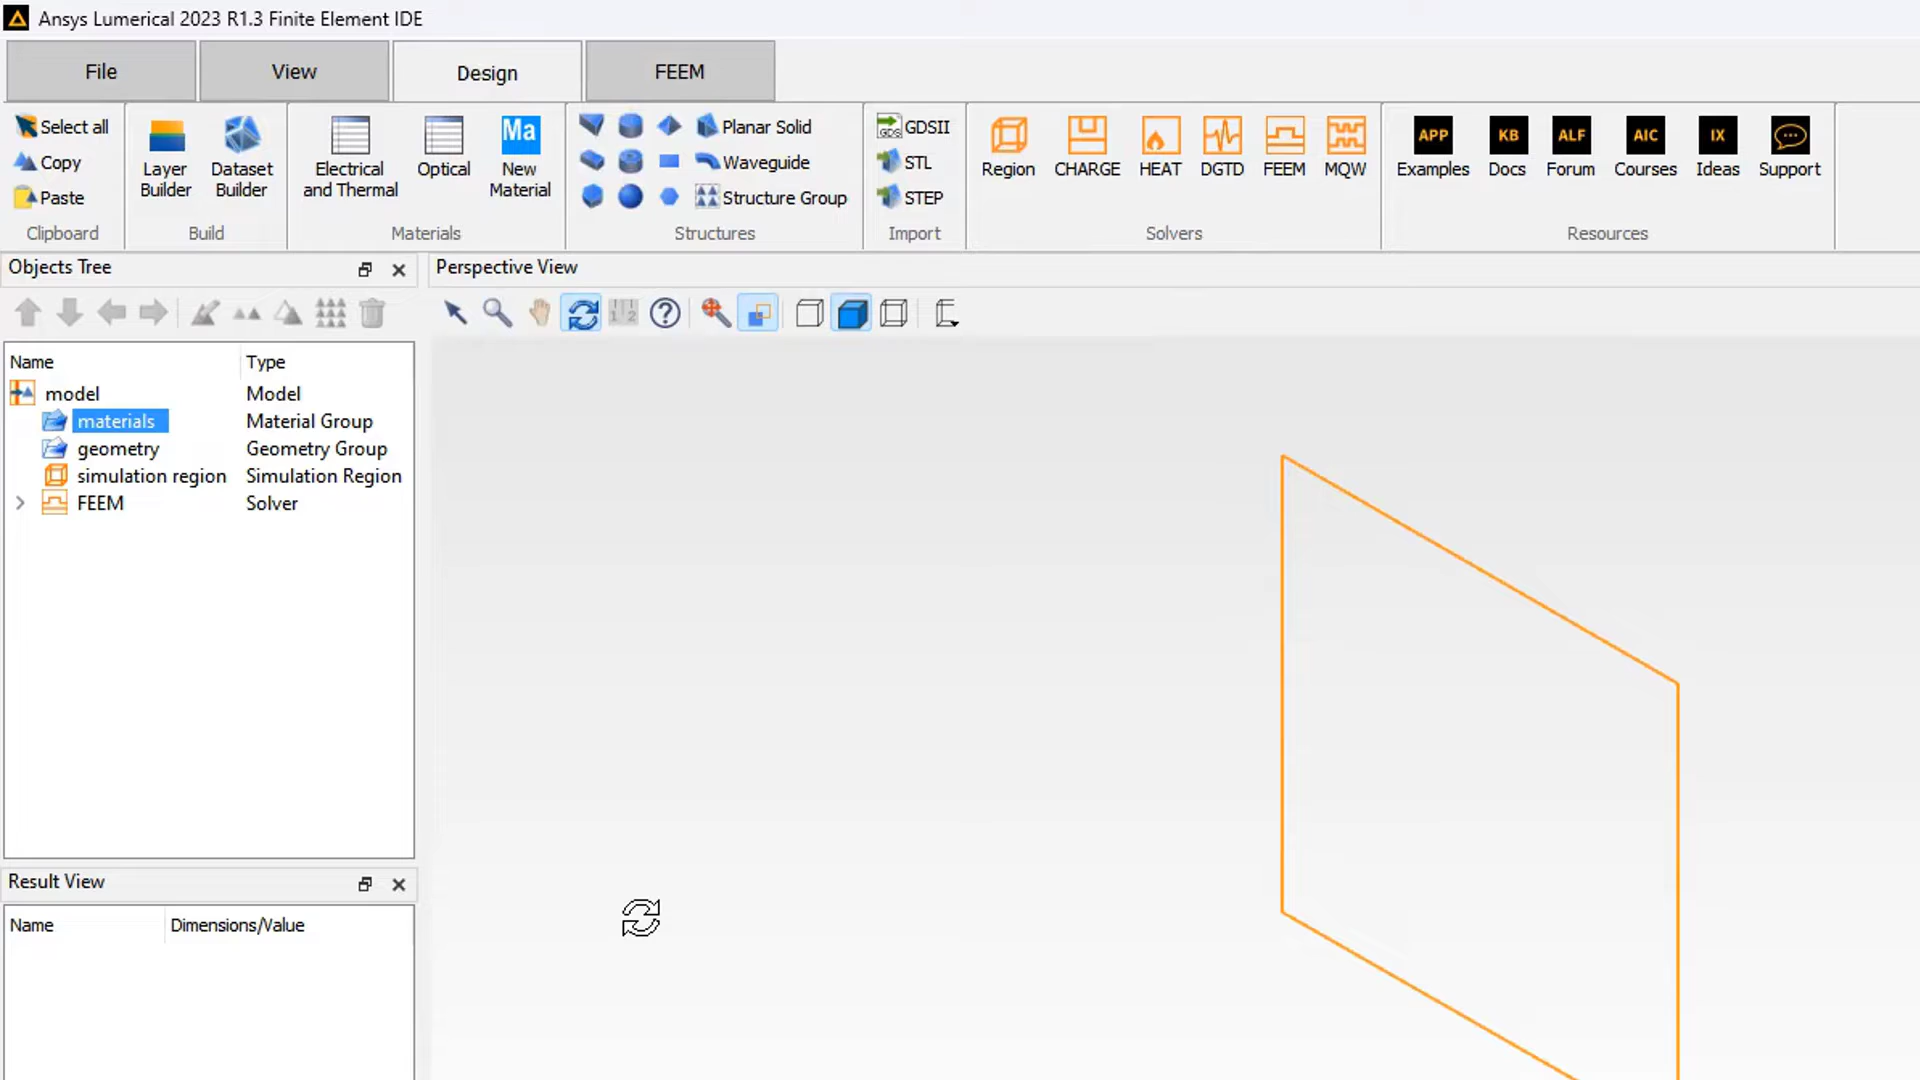 Ansys Lumerical 2023 R1.3 Finite Element IDE
File
View
Design
FEEM
Select all
Copy
Paste
Clipboard
Layer
Builder
Dataset
Builder
Build
Electrical
and Thermal
Optical
Ma
New
Material
Materials
Planar Solid
Waveguide
Structure Group
Structures
GDS
GDSII
STL
STEP
Import
Region
CHARGE
HEAT
DGTD
FEEM
MQW
Solvers
APP
Examples
KB
Docs
ALF
Forum
AIC
Courses
IX
Ideas
Support
Resources
Objects Tree
Perspective View
Name Type
model Model
materials Material Group
geometry Geometry Group
simulation region Simulation Region
FEEM Solver
Result View
Name Dimensions/Value